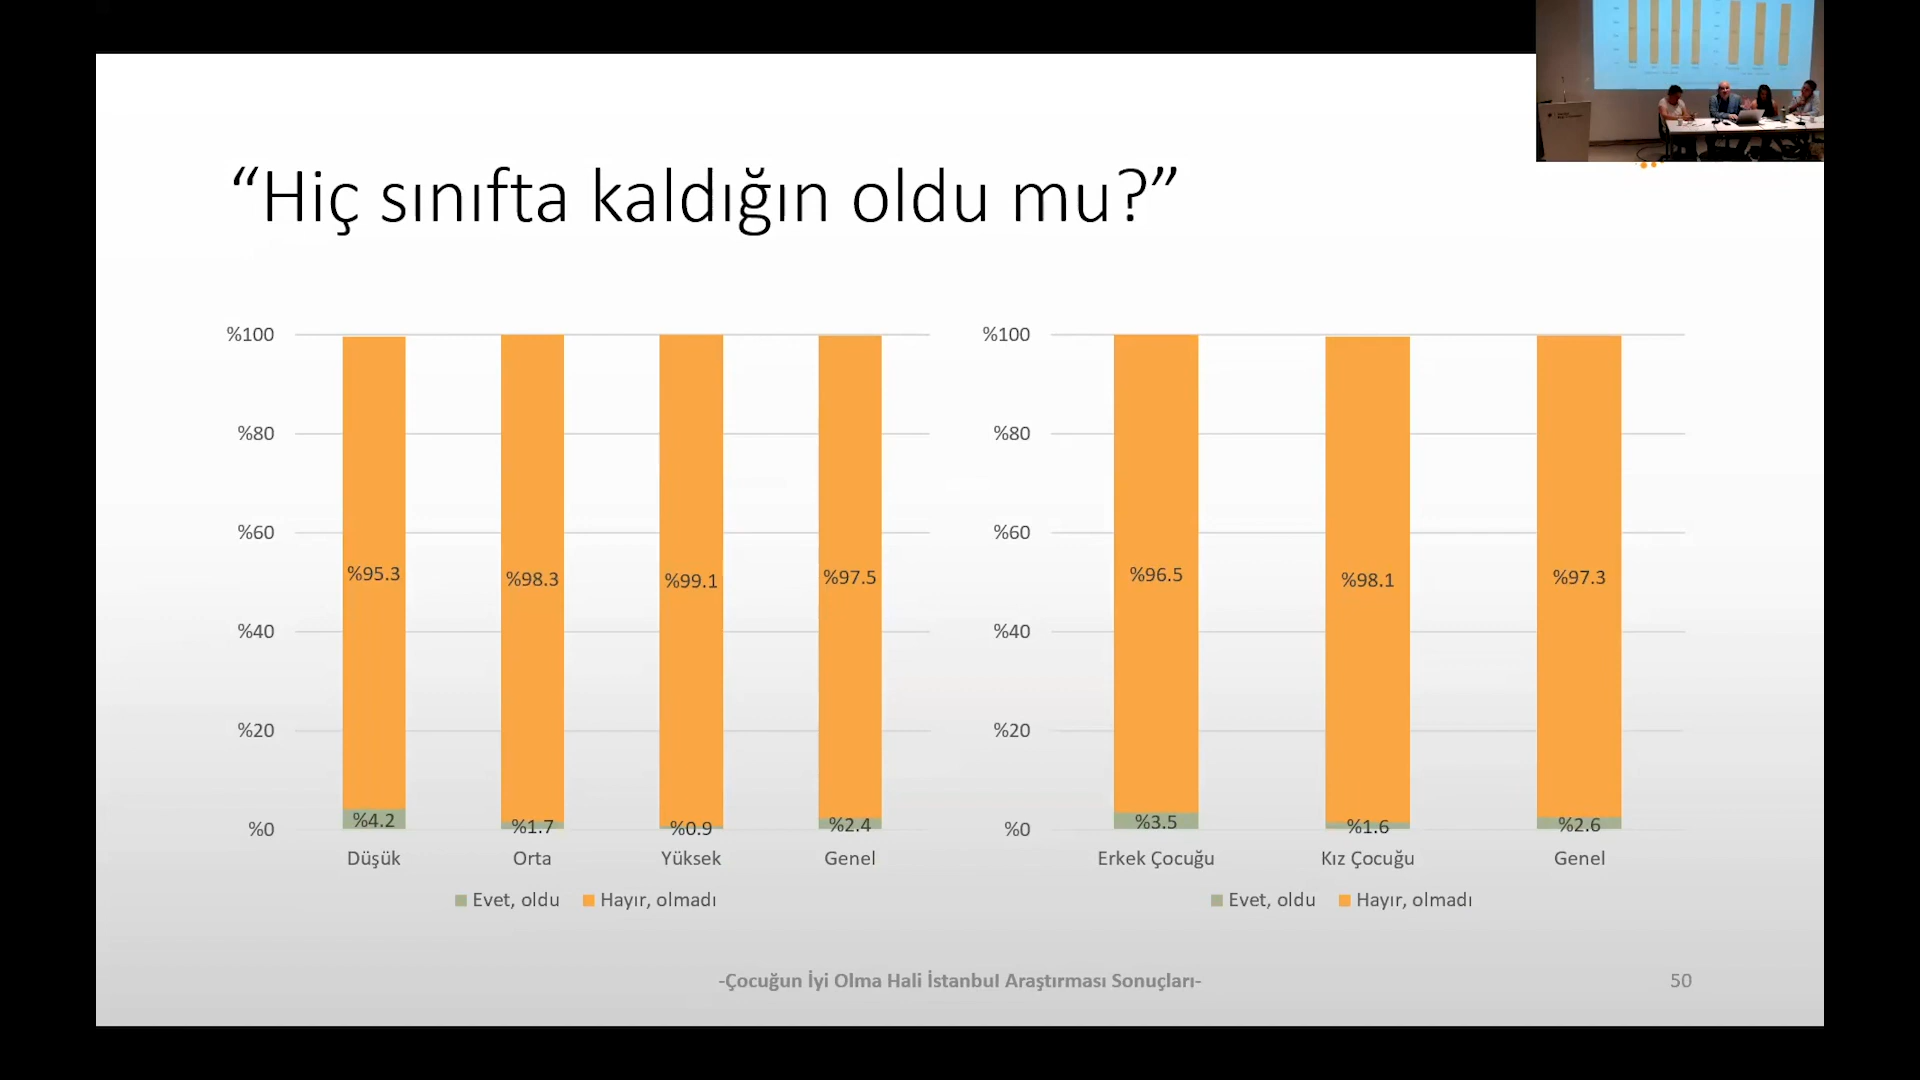 “Hiç sınıfta kaldığın oldu mu?”
%100
%80
%60
%40
%20
%0
%95.3
%98.3
%99.1
%97.5
%4.2
%1.7
%0.9
%2.4
Düşük
Orta
Yüksek
Genel
Evet, oldu
Hayır, olmadı
%100
%80
%60
%40
%20
%0
%96.5
%98.1
%97.3
%3.5
%1.6
%2.6
Erkek Çocuğu
Kız Çocuğu
Genel
Evet, oldu
Hayır, olmadı
-Çocuğun İyi Olma Hali İstanbul Araştırması Sonuçları-
50